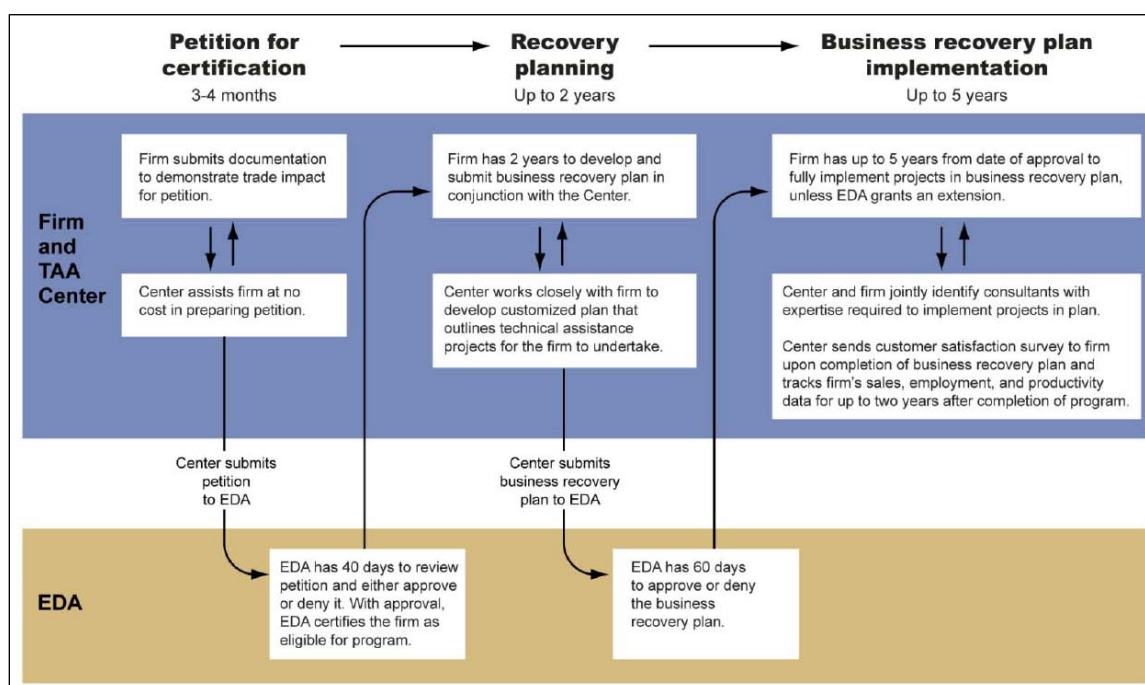 Petition for
certification
3-4 months
Recovery
planning
Up to 2 years
Business recovery plan
implementation
Up to 5 years
Firm
and
TAA
Center
Firm submits documentation
to demonstrate trade impact
for petition.
Center assists firm at no
cost in preparing petition.
Firm has 2 years to develop and
submit business recovery plan in
conjunction with the Center.
Center works closely with firm to
develop customized plan that
outlines technical assistance
projects for the firm to undertake.
Firm has up to 5 years from date of approval to
fully implement projects in business recovery plan,
unless EDA grants an extension.
Center and firm jointly identify consultants with
expertise required to implement projects in plan.
Center sends customer satisfaction survey to firm
upon completion of business recovery plan and
tracks firm's sales, employment, and productivity
data for up to two years after completion of program.
Center submits
petition
to EDA
Center submits
business recovery
plan to EDA
EDA
EDA has 40 days to review
petition and either approve
or deny it. With approval,
EDA certifies the firm as
eligible for program.
EDA has 60 days
to approve or deny
the business
recovery plan.